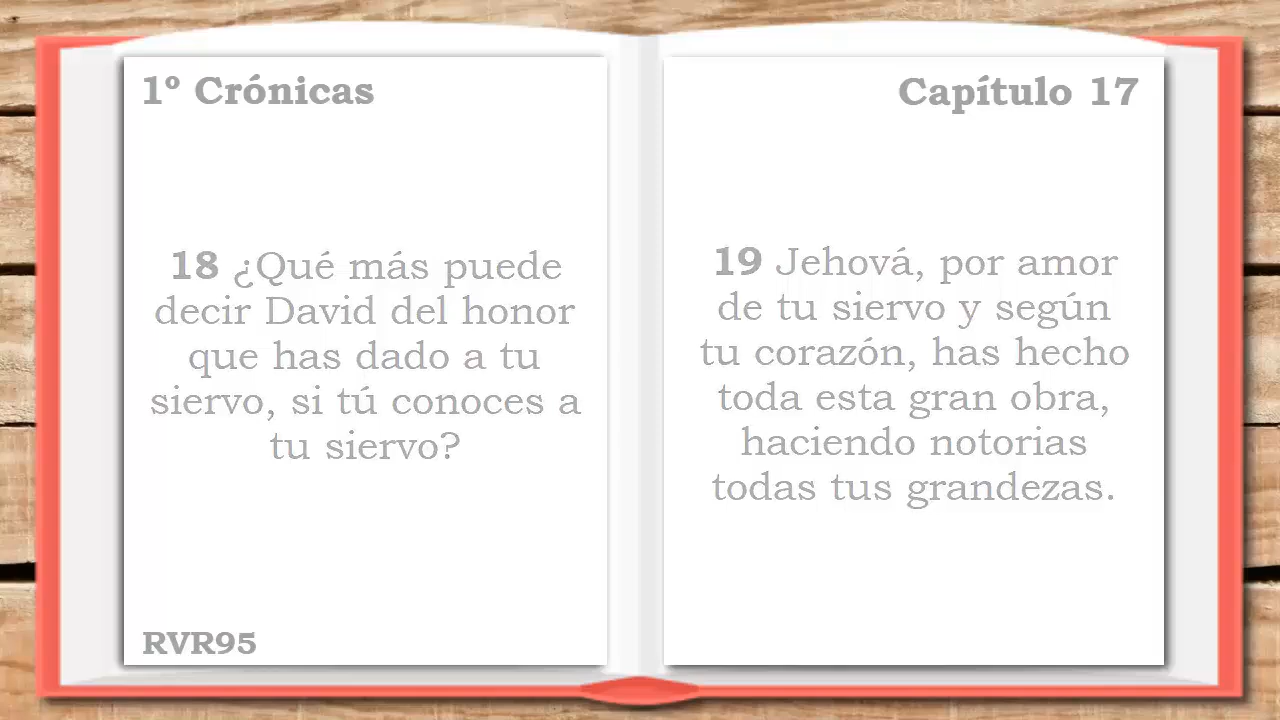 1º Crónicas
18 ¿Qué más puede
decir David del honor
que has dado a tu
siervo, si tú conoces a
tu siervo?
RVR95
Capítulo 17
19 Jehová, por amor
de tu siervo y según
tu corazón, has hecho
toda esta gran obra,
haciendo notorias
todas tus grandezas.